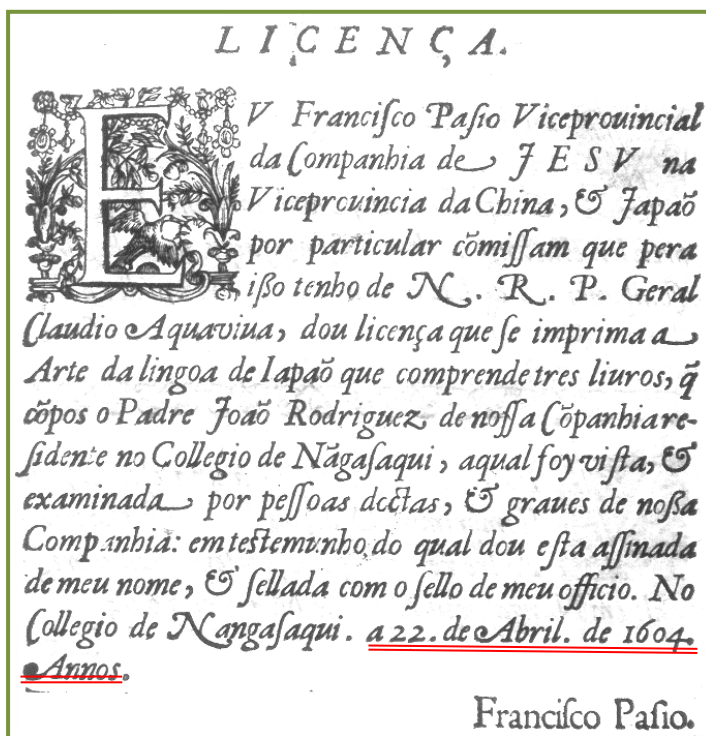 LICENÇA.
EV Franciſco Paſio Viceprouincial
da Companhia de JESV na
Viceprouincia da China, & Japaõ
por particular cõmiſſam que pera
iſſo tenho de N. R. P. Geral
Claudio Aquauiua, dou licença que ſe imprima a
Arte da lingoa de Iapaõ que comprende tres liuros, q̃
cõpos o Padre Joaõ Rodriguez de noſſa Cõpanhia re-
ſidente no Collegio de Nãgaſaqui, aqual foy viſta, &
examinada por peſſoas doctas, & graues de noſſa
Companhia: em teſtemunho do qual dou eſta aſſinada
de meu nome, & ſellada com o ſello de meu officio. No
Collegio de Nangaſaqui. a 22. de Abril. de 1604.
Annos.
Franciſco Paſio.